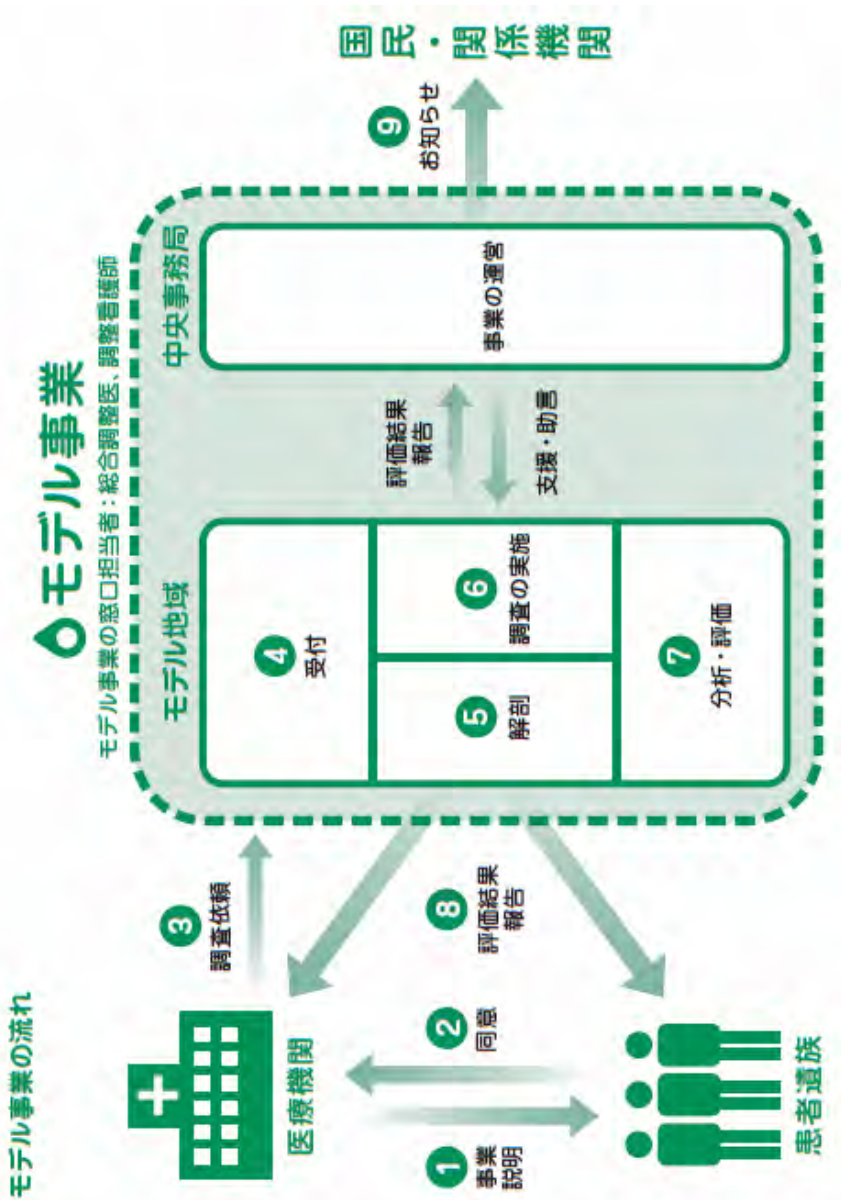 モデル事業の流れ
モデル事業
モデル事業の窓口担当者：総合調整医、調整看護師
医療機関
1
事業
説明
2
同意
患者遺族
3
調査依頼
モデル地域
4
受付
5
解剖
6
調査の実施
7
分析・評価
8
評価結果
報告
評価結果
報告
支援・助言
中央事務局
事業の運営
9
お知らせ
国民・関係機関